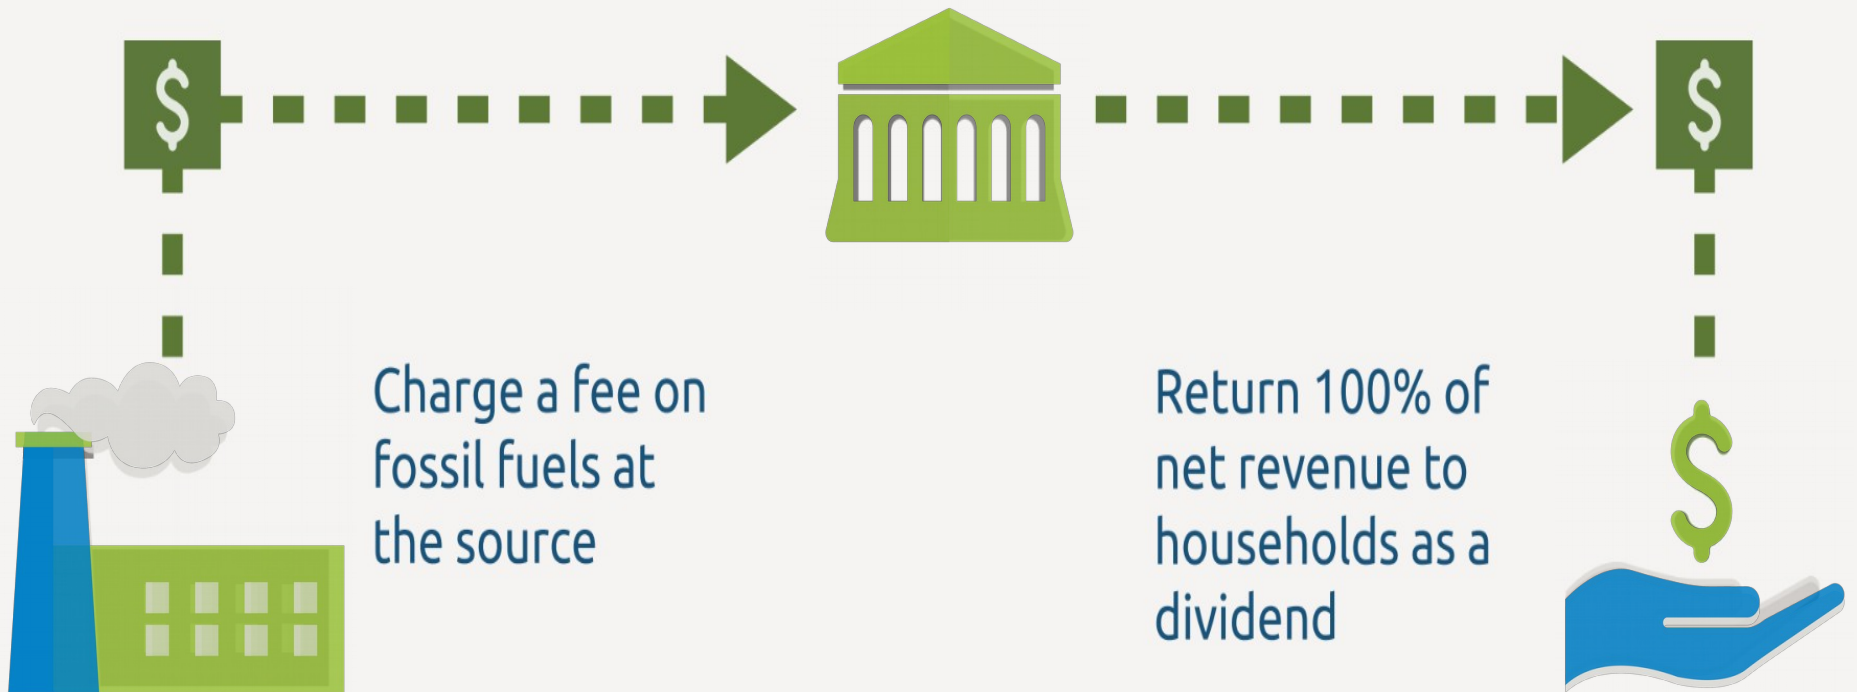 $
$
Charge a fee on
fossil fuels at
the source
Return 100% of
net revenue to
households as a
dividend
$